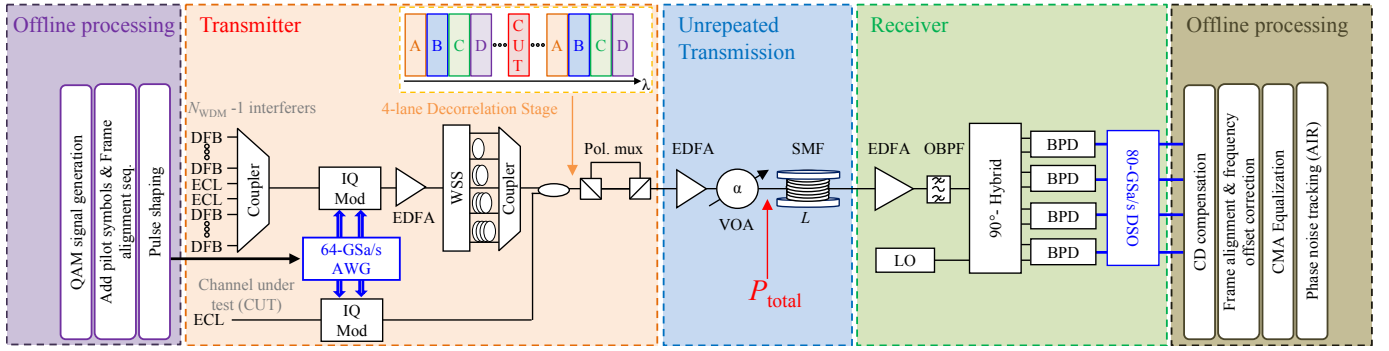 Offline processing
QAM signal generation
Add pilot symbols & Frame
alignment seq.
Pulse shaping
Transmitter
A B C D C U T A B C D
λ
4-lane Decorrelation Stage
N_WDM -1 interferers
DFB
DFB
ECL
ECL
DFB
DFB
Coupler
IQ
Mod
EDFA
WSS
Coupler
Pol. mux
64-GSa/s
AWG
Channel under
test (CUT)
ECL
IQ
Mod
Unrepeated
Transmission
EDFA
α
VOA
SMF
L
P_total
Receiver
EDFA
OBPF
LO
90°- Hybrid
BPD
BPD
BPD
BPD
80-GSa/s DSO
Offline processing
CD compensation
Frame alignment & frequency
offset correction
CMA Equalization
Phase noise tracking (AIR)